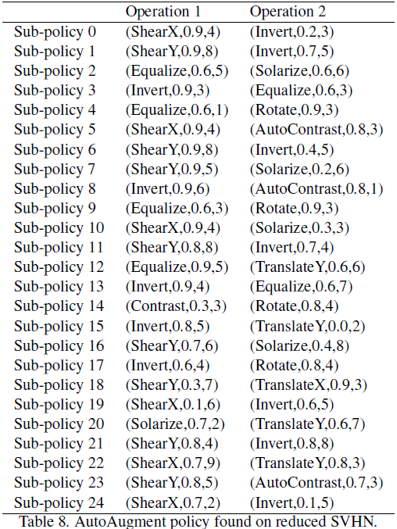 Operation 1 Operation 2
Sub-policy 0 (ShearX,0.9,4) (Invert,0.2,3)
Sub-policy 1 (ShearY,0.9,8) (Invert,0.7,5)
Sub-policy 2 (Equalize,0.6,5) (Solarize,0.6,6)
Sub-policy 3 (Invert,0.9,3) (Equalize,0.6,3)
Sub-policy 4 (Equalize,0.6,1) (Rotate,0.9,3)
Sub-policy 5 (ShearX,0.9,4) (AutoContrast,0.8,3)
Sub-policy 6 (ShearY,0.9,8) (Invert,0.4,5)
Sub-policy 7 (ShearY,0.9,5) (Solarize,0.2,6)
Sub-policy 8 (Invert,0.9,6) (AutoContrast,0.8,1)
Sub-policy 9 (Equalize,0.6,3) (Rotate,0.9,3)
Sub-policy 10 (ShearX,0.9,4) (Solarize,0.3,3)
Sub-policy 11 (ShearY,0.8,8) (Invert,0.7,4)
Sub-policy 12 (Equalize,0.9,5) (TranslateY,0.6,6)
Sub-policy 13 (Invert,0.9,4) (Equalize,0.6,7)
Sub-policy 14 (Contrast,0.3,3) (Rotate,0.8,4)
Sub-policy 15 (Invert,0.8,5) (TranslateY,0.0,2)
Sub-policy 16 (ShearY,0.7,6) (Solarize,0.4,8)
Sub-policy 17 (Invert,0.6,4) (Rotate,0.8,4)
Sub-policy 18 (ShearY,0.3,7) (TranslateX,0.9,3)
Sub-policy 19 (ShearX,0.1,6) (Invert,0.6,5)
Sub-policy 20 (Solarize,0.7,2) (TranslateY,0.6,7)
Sub-policy 21 (ShearY,0.8,4) (Invert,0.8,8)
Sub-policy 22 (ShearX,0.7,9) (TranslateY,0.8,3)
Sub-policy 23 (ShearY,0.8,5) (AutoContrast,0.7,3)
Sub-policy 24 (ShearX,0.7,2) (Invert,0.1,5)
Table 8. AutoAugment policy found on reduced SVHN.